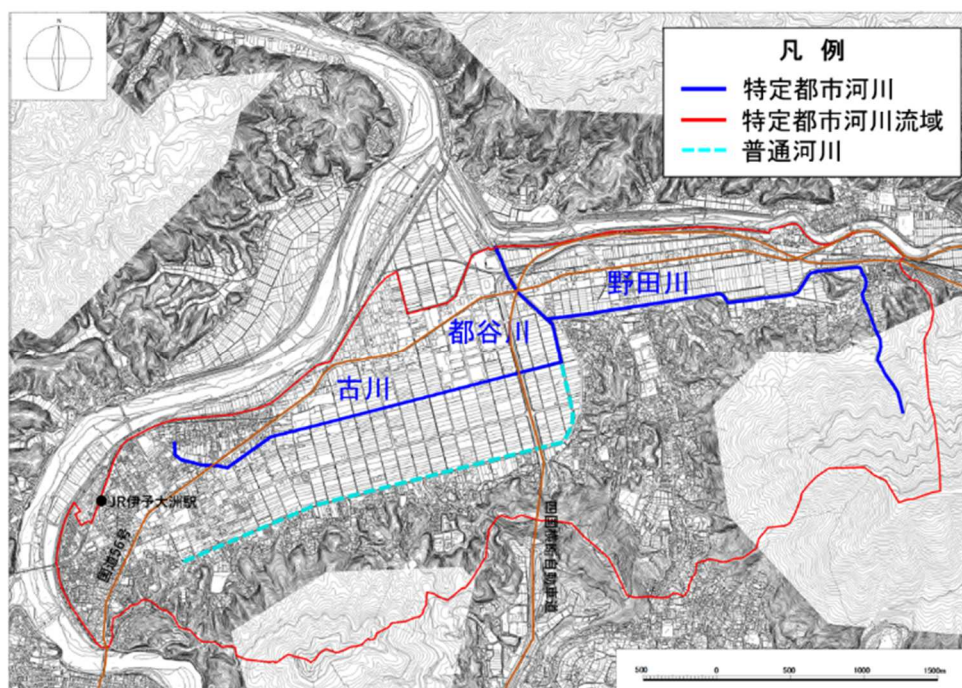 N
凡 例
特定都市河川
特定都市河川流域
普通河川
野田川
都谷川
古川
JR伊予大洲駅
国道56号
四国横断自動車道
500 0 500 1000 1500m